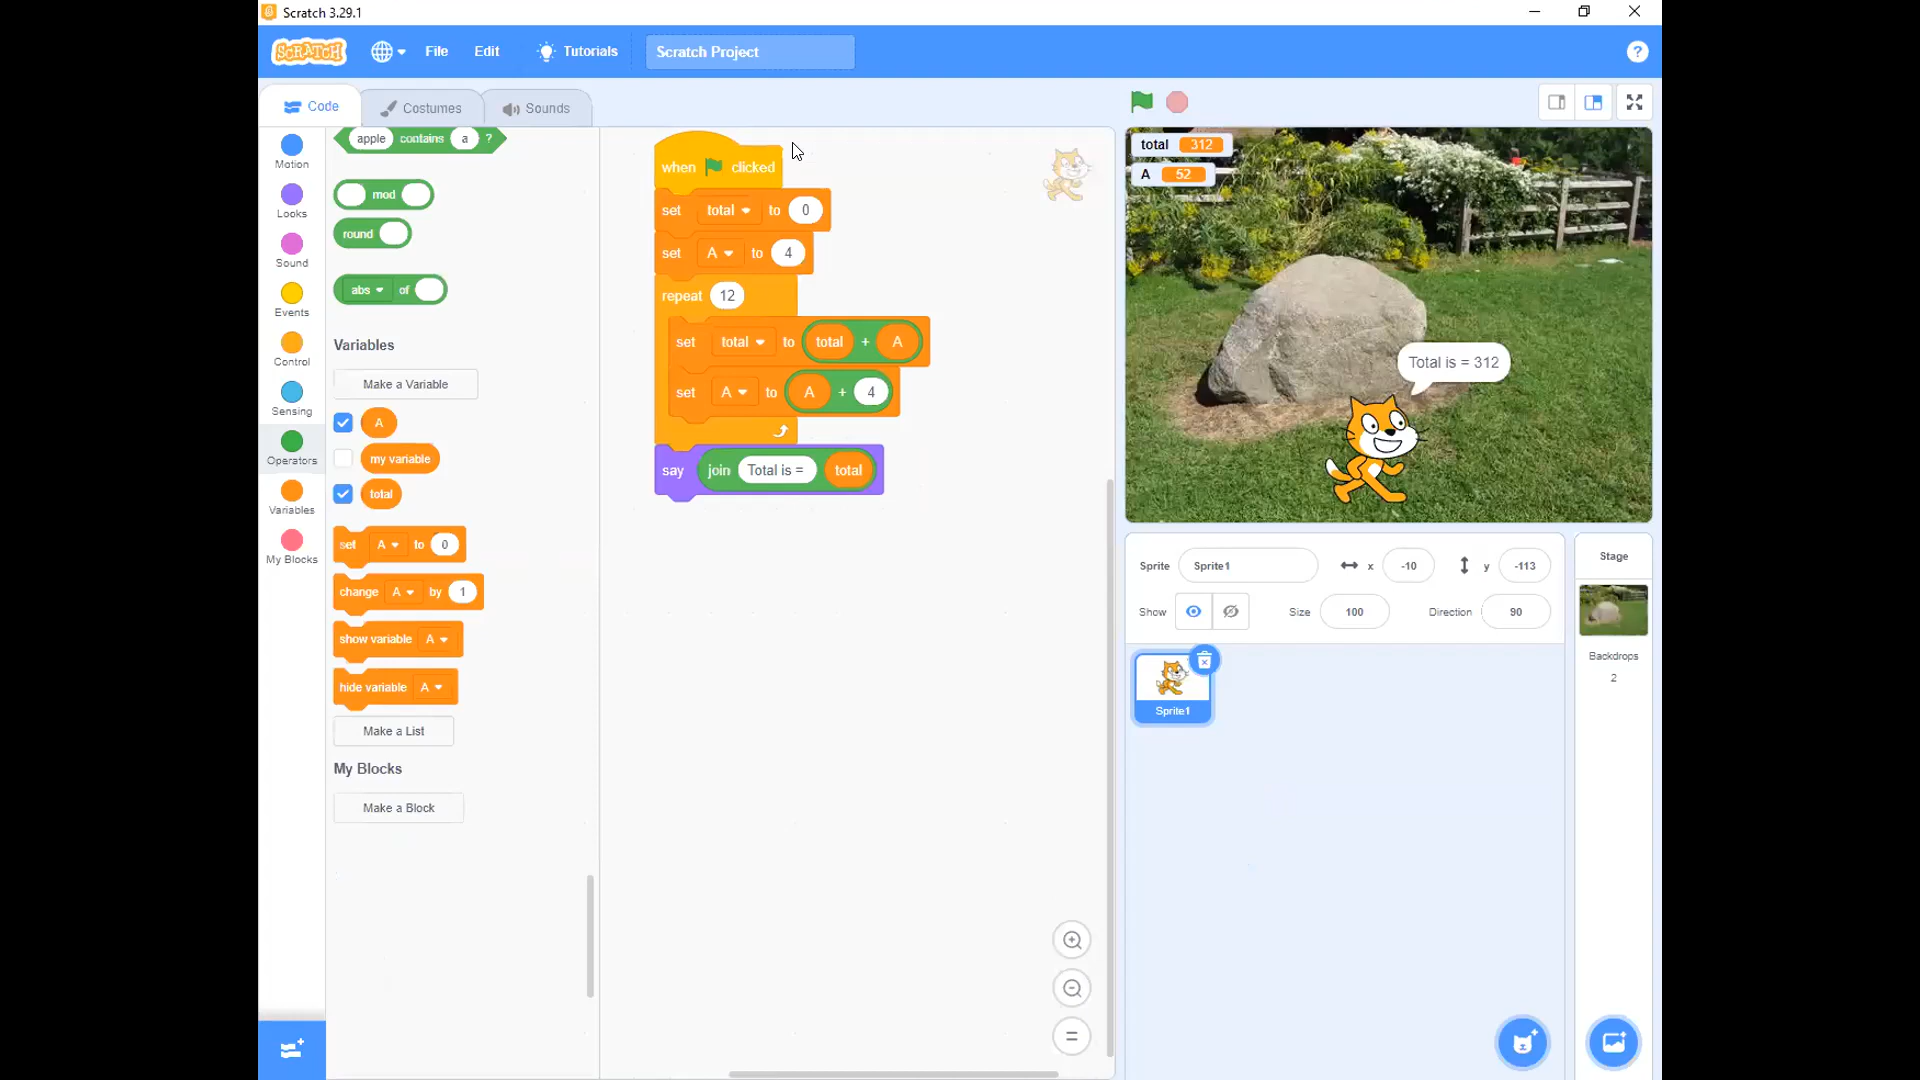 Scratch 3.29.1
SCRATCH
File
Edit
Tutorials
Scratch Project
?
Code
Costumes
Sounds
Motion
Looks
Sound
Events
Control
Sensing
Operators
Variables
My Blocks
apple contains a ?
mod
round
abs of
Variables
Make a Variable
A
my variable
total
set A to 0
change A by 1
show variable A
hide variable A
Make a List
My Blocks
Make a Block
when clicked
set total to 0
set A to 4
repeat 12
set total to total + A
set A to A + 4
say join Total is = total
total 312
A 52
Total is = 312
Sprite Sprite1 x -10 y -113
Show Size 100 Direction 90
Sprite1
Stage
Backdrops
2